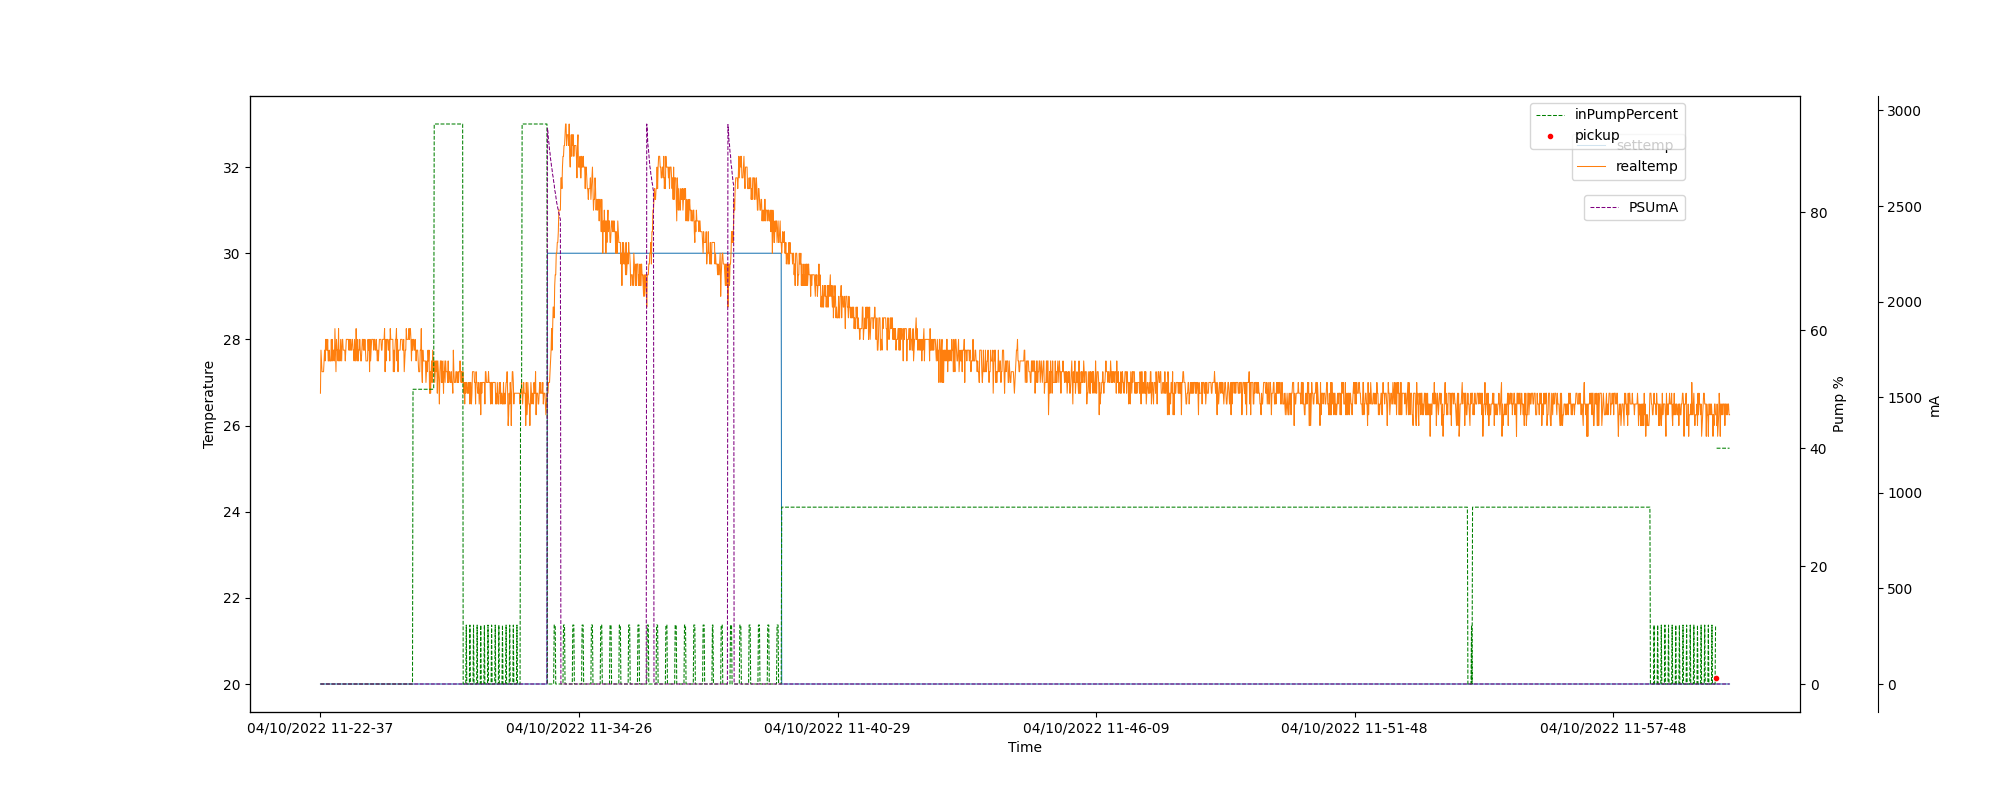 inPumpPercent
pickup
settemp
realtemp
PSUmA
32
30
28
26
24
22
20
Temperature
80
60
40
20
0
Pump %
3000
2500
2000
1500
1000
500
0
mA
04/10/2022 11-22-37
04/10/2022 11-34-26
04/10/2022 11-40-29
04/10/2022 11-46-09
04/10/2022 11-51-48
04/10/2022 11-57-48
Time